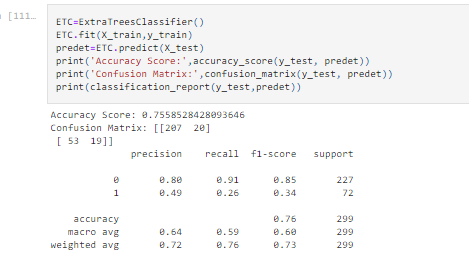 [111…
ETC=ExtraTreesClassifier()
ETC.fit(X_train,y_train)
predet=ETC.predict(X_test)
print('Accuracy Score:',accuracy_score(y_test, predet))
print('Confusion Matrix:',confusion_matrix(y_test, predet))
print(classification_report(y_test,predet))
Accuracy Score: 0.7558528428093646
Confusion Matrix: [[207  20]
 [ 53  19]]
              precision    recall  f1-score   support
           0       0.80      0.91      0.85       227
           1       0.49      0.26      0.34        72
    accuracy                           0.76       299
   macro avg       0.64      0.59      0.60       299
weighted avg       0.72      0.76      0.73       299